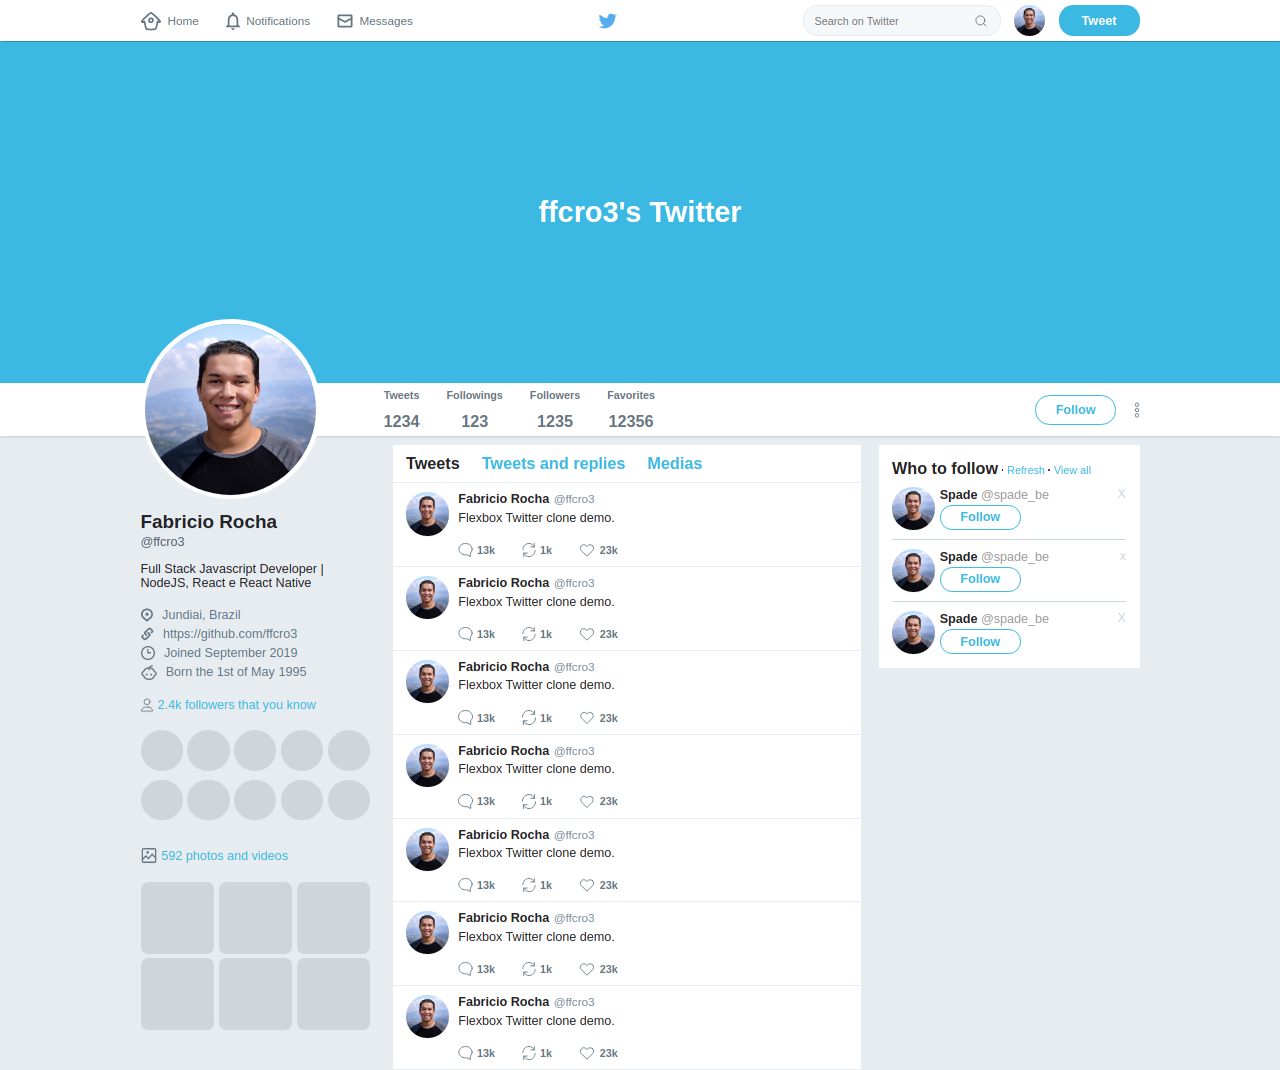 Home Notifications Messages Search on Twitter Tweet
ffcro3's Twitter
Tweets Followings Followers Favorites
1234 123 1235 12356
Follow
Fabricio Rocha
@ffcro3
Full Stack Javascript Developer |
NodeJS, React e React Native
Jundiai, Brazil
https://github.com/ffcro3
Joined September 2019
Born the 1st of May 1995
2.4k followers that you know
592 photos and videos
Tweets Tweets and replies Medias
Fabricio Rocha @ffcro3
Flexbox Twitter clone demo.
13k 1k 23k
Fabricio Rocha @ffcro3
Flexbox Twitter clone demo.
13k 1k 23k
Fabricio Rocha @ffcro3
Flexbox Twitter clone demo.
13k 1k 23k
Fabricio Rocha @ffcro3
Flexbox Twitter clone demo.
13k 1k 23k
Fabricio Rocha @ffcro3
Flexbox Twitter clone demo.
13k 1k 23k
Fabricio Rocha @ffcro3
Flexbox Twitter clone demo.
13k 1k 23k
Fabricio Rocha @ffcro3
Flexbox Twitter clone demo.
13k 1k 23k
Who to follow · Refresh · View all
Spade @spade_be X
Follow
Spade @spade_be x
Follow
Spade @spade_be X
Follow